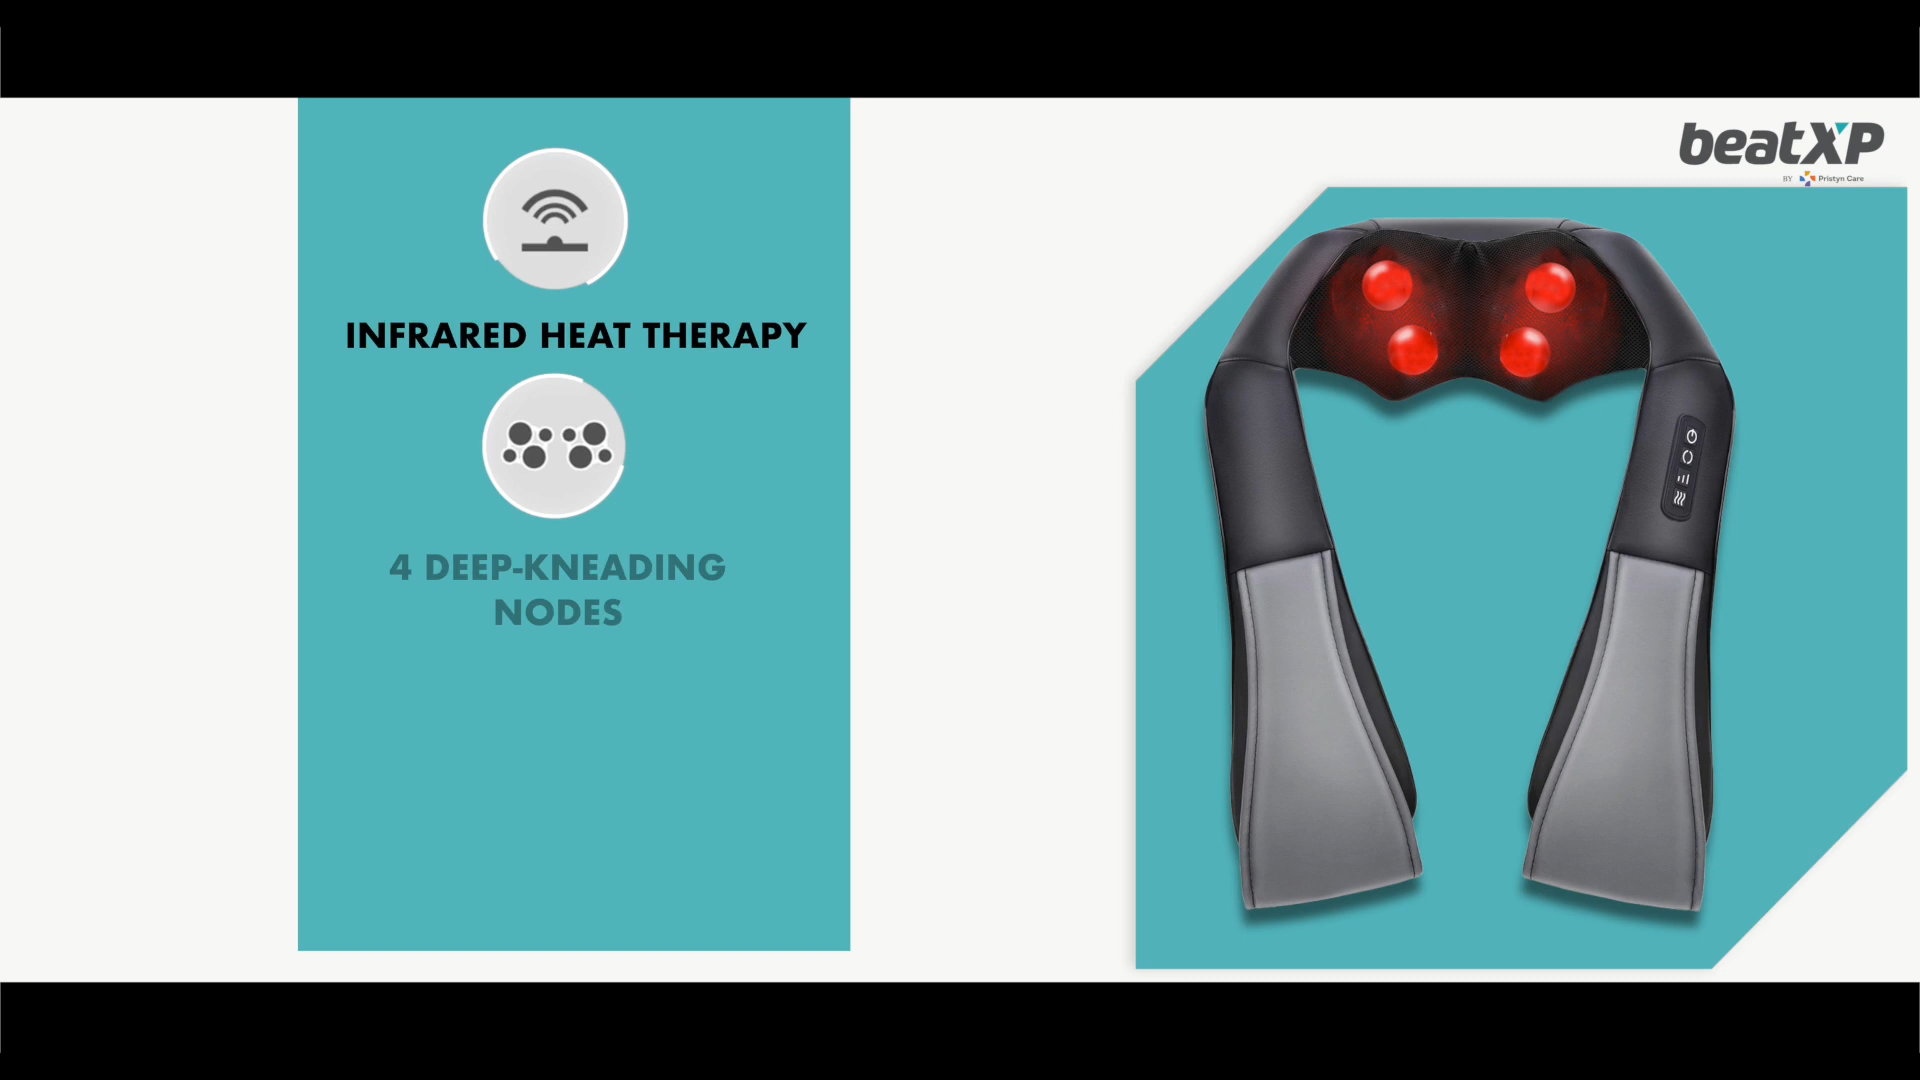 beatXP
BY Pristyn Care
INFRARED HEAT THERAPY
4 DEEP-KNEADING
NODES